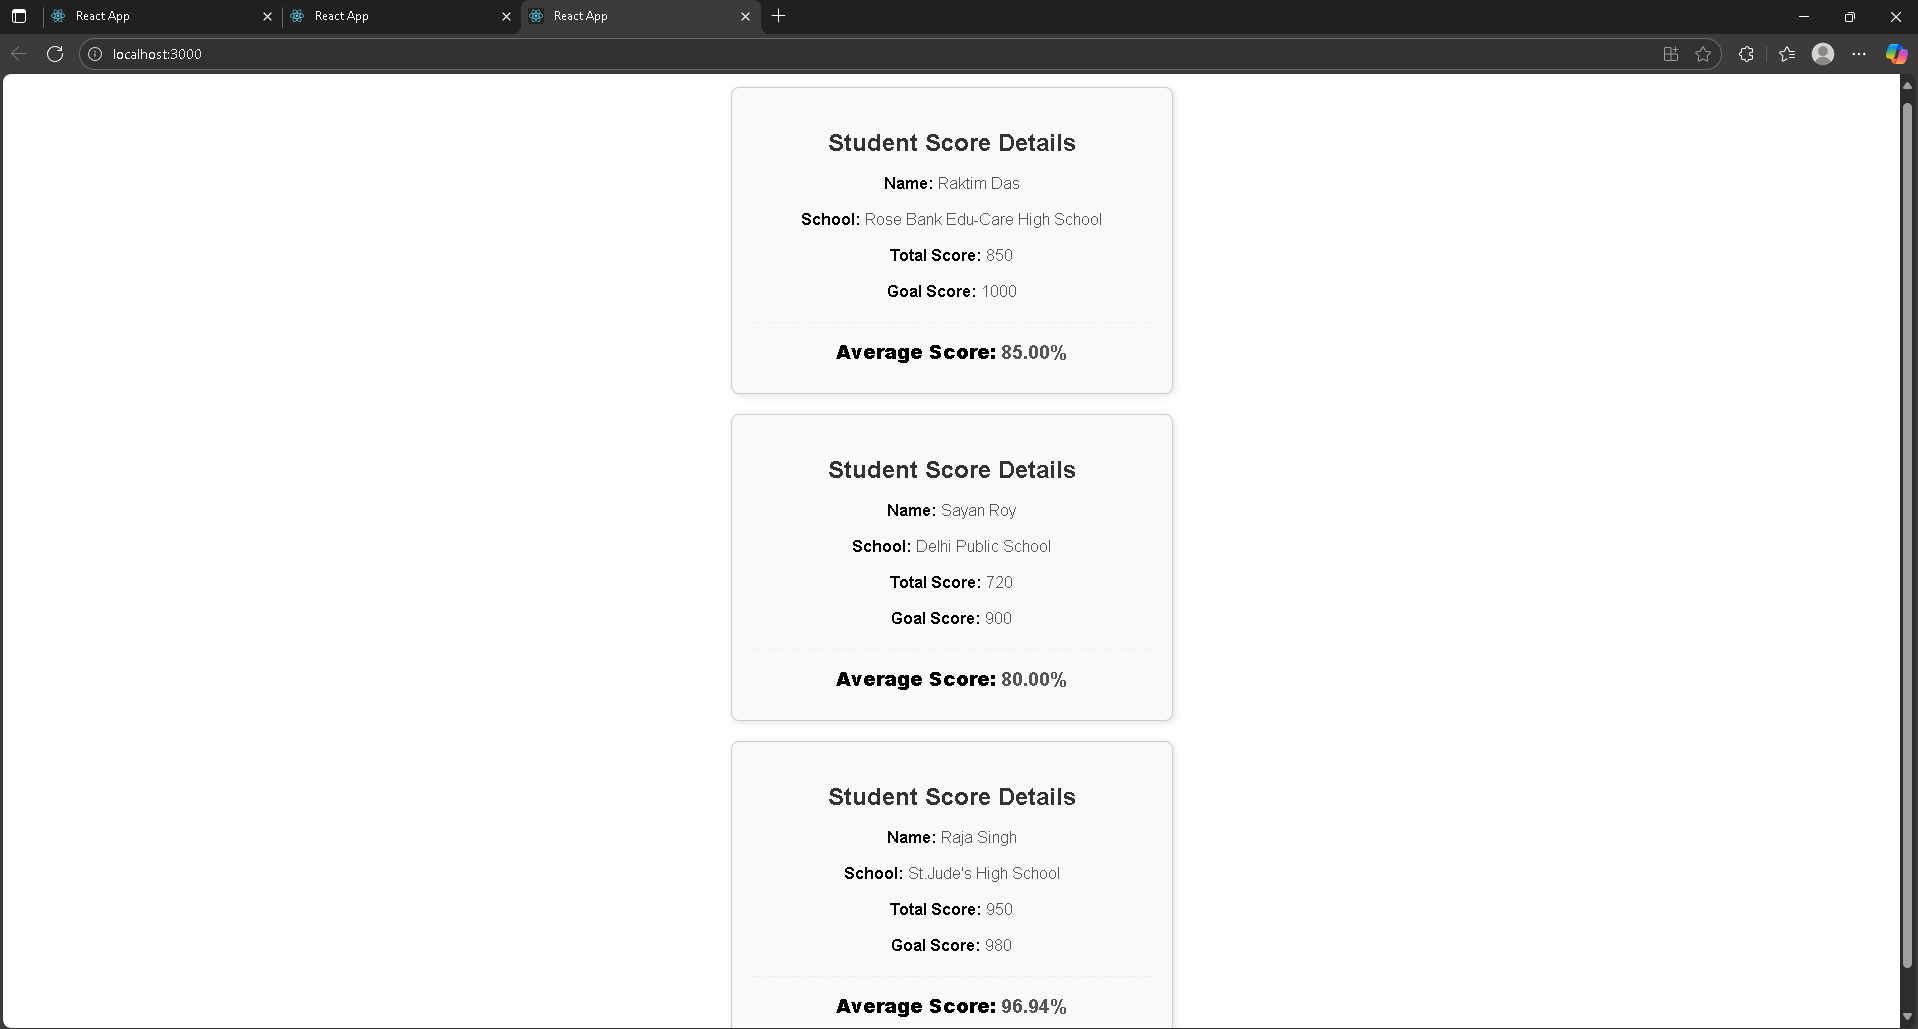 React App
React App
React App
localhost:3000
Student Score Details
Name: Raktim Das
School: Rose Bank Edu-Care High School
Total Score: 850
Goal Score: 1000
Average Score: 85.00%
Student Score Details
Name: Sayan Roy
School: Delhi Public School
Total Score: 720
Goal Score: 900
Average Score: 80.00%
Student Score Details
Name: Raja Singh
School: St.Jude's High School
Total Score: 950
Goal Score: 980
Average Score: 96.94%